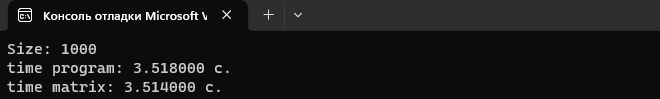 Консоль отладки Microsoft V
Size: 1000
time program: 3.518000 c.
time matrix: 3.514000 c.